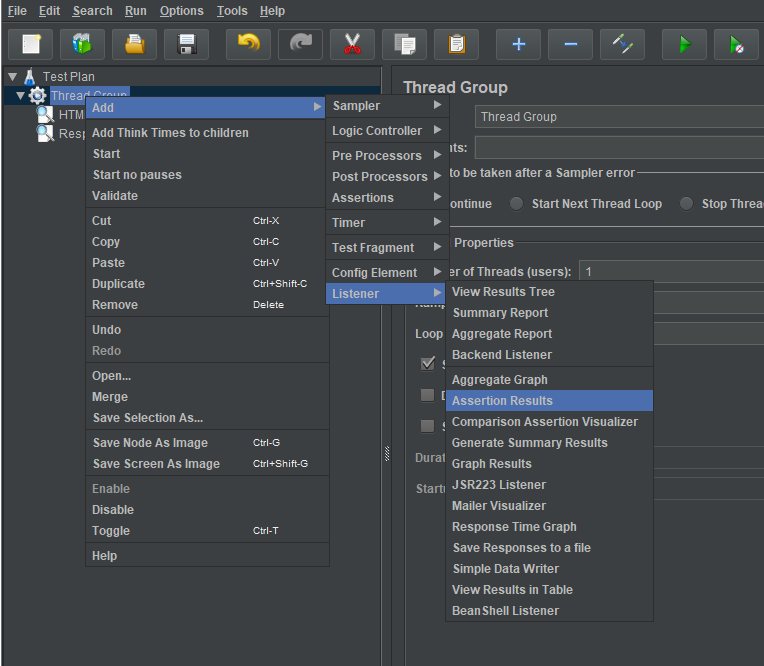 File Edit Search Run Options Tools Help
Test Plan
Thread Group
HTM
Resp
Add
Add Think Times to children
Start
Start no pauses
Validate
Cut Ctrl-X
Copy Ctrl-C
Paste Ctrl-V
Duplicate Ctrl+Shift-C
Remove Delete
Undo
Redo
Open...
Merge
Save Selection As...
Save Node As Image Ctrl-G
Save Screen As Image Ctrl+Shift-G
Enable
Disable
Toggle Ctrl-T
Help
Sampler
Logic Controller
Pre Processors
Post Processors
Assertions
Timer
Test Fragment
Config Element
Listener
View Results Tree
Summary Report
Aggregate Report
Backend Listener
Aggregate Graph
Assertion Results
Comparison Assertion Visualizer
Generate Summary Results
Graph Results
JSR223 Listener
Mailer Visualizer
Response Time Graph
Save Responses to a file
Simple Data Writer
View Results in Table
BeanShell Listener
Thread Group
Thread Group
nts:
to be taken after a Sampler error
ontinue Start Next Thread Loop Stop Threa
Properties
er of Threads (users): 1
Loop
Durat
Startu